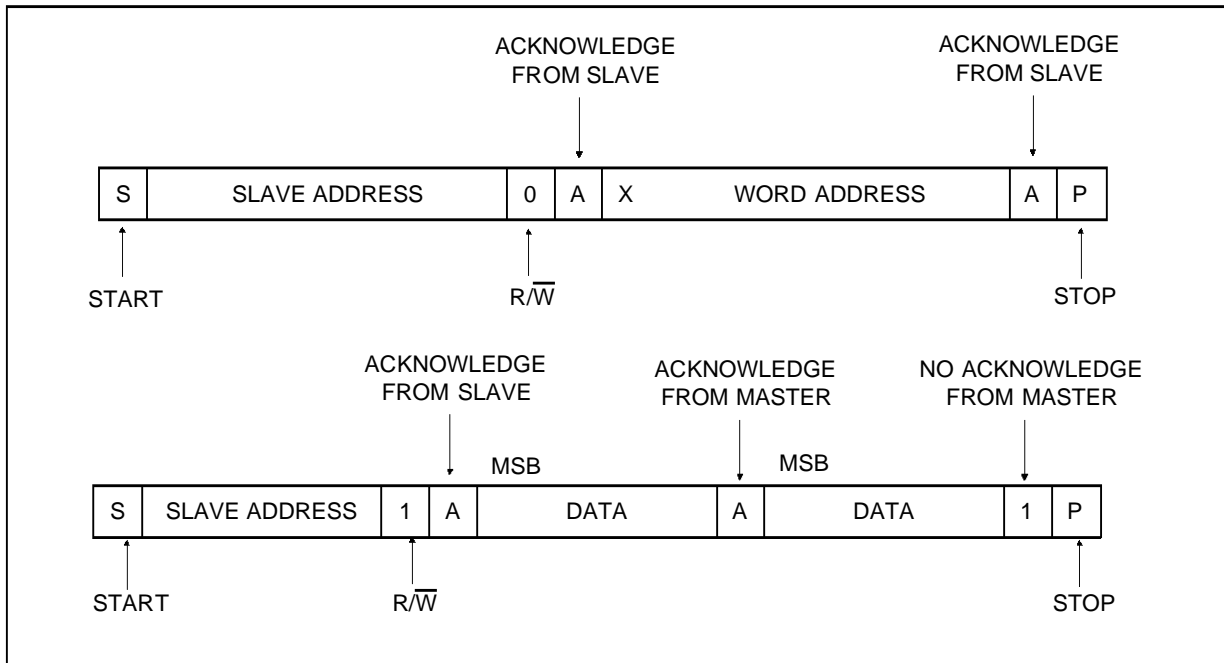 ACKNOWLEDGE
FROM SLAVE
ACKNOWLEDGE
FROM SLAVE
S SLAVE ADDRESS 0 A X WORD ADDRESS A P
START
R/W̅
STOP
ACKNOWLEDGE
FROM SLAVE
ACKNOWLEDGE
FROM MASTER
NO ACKNOWLEDGE
FROM MASTER
MSB
MSB
S SLAVE ADDRESS 1 A DATA A DATA 1 P
START
R/W̅
STOP